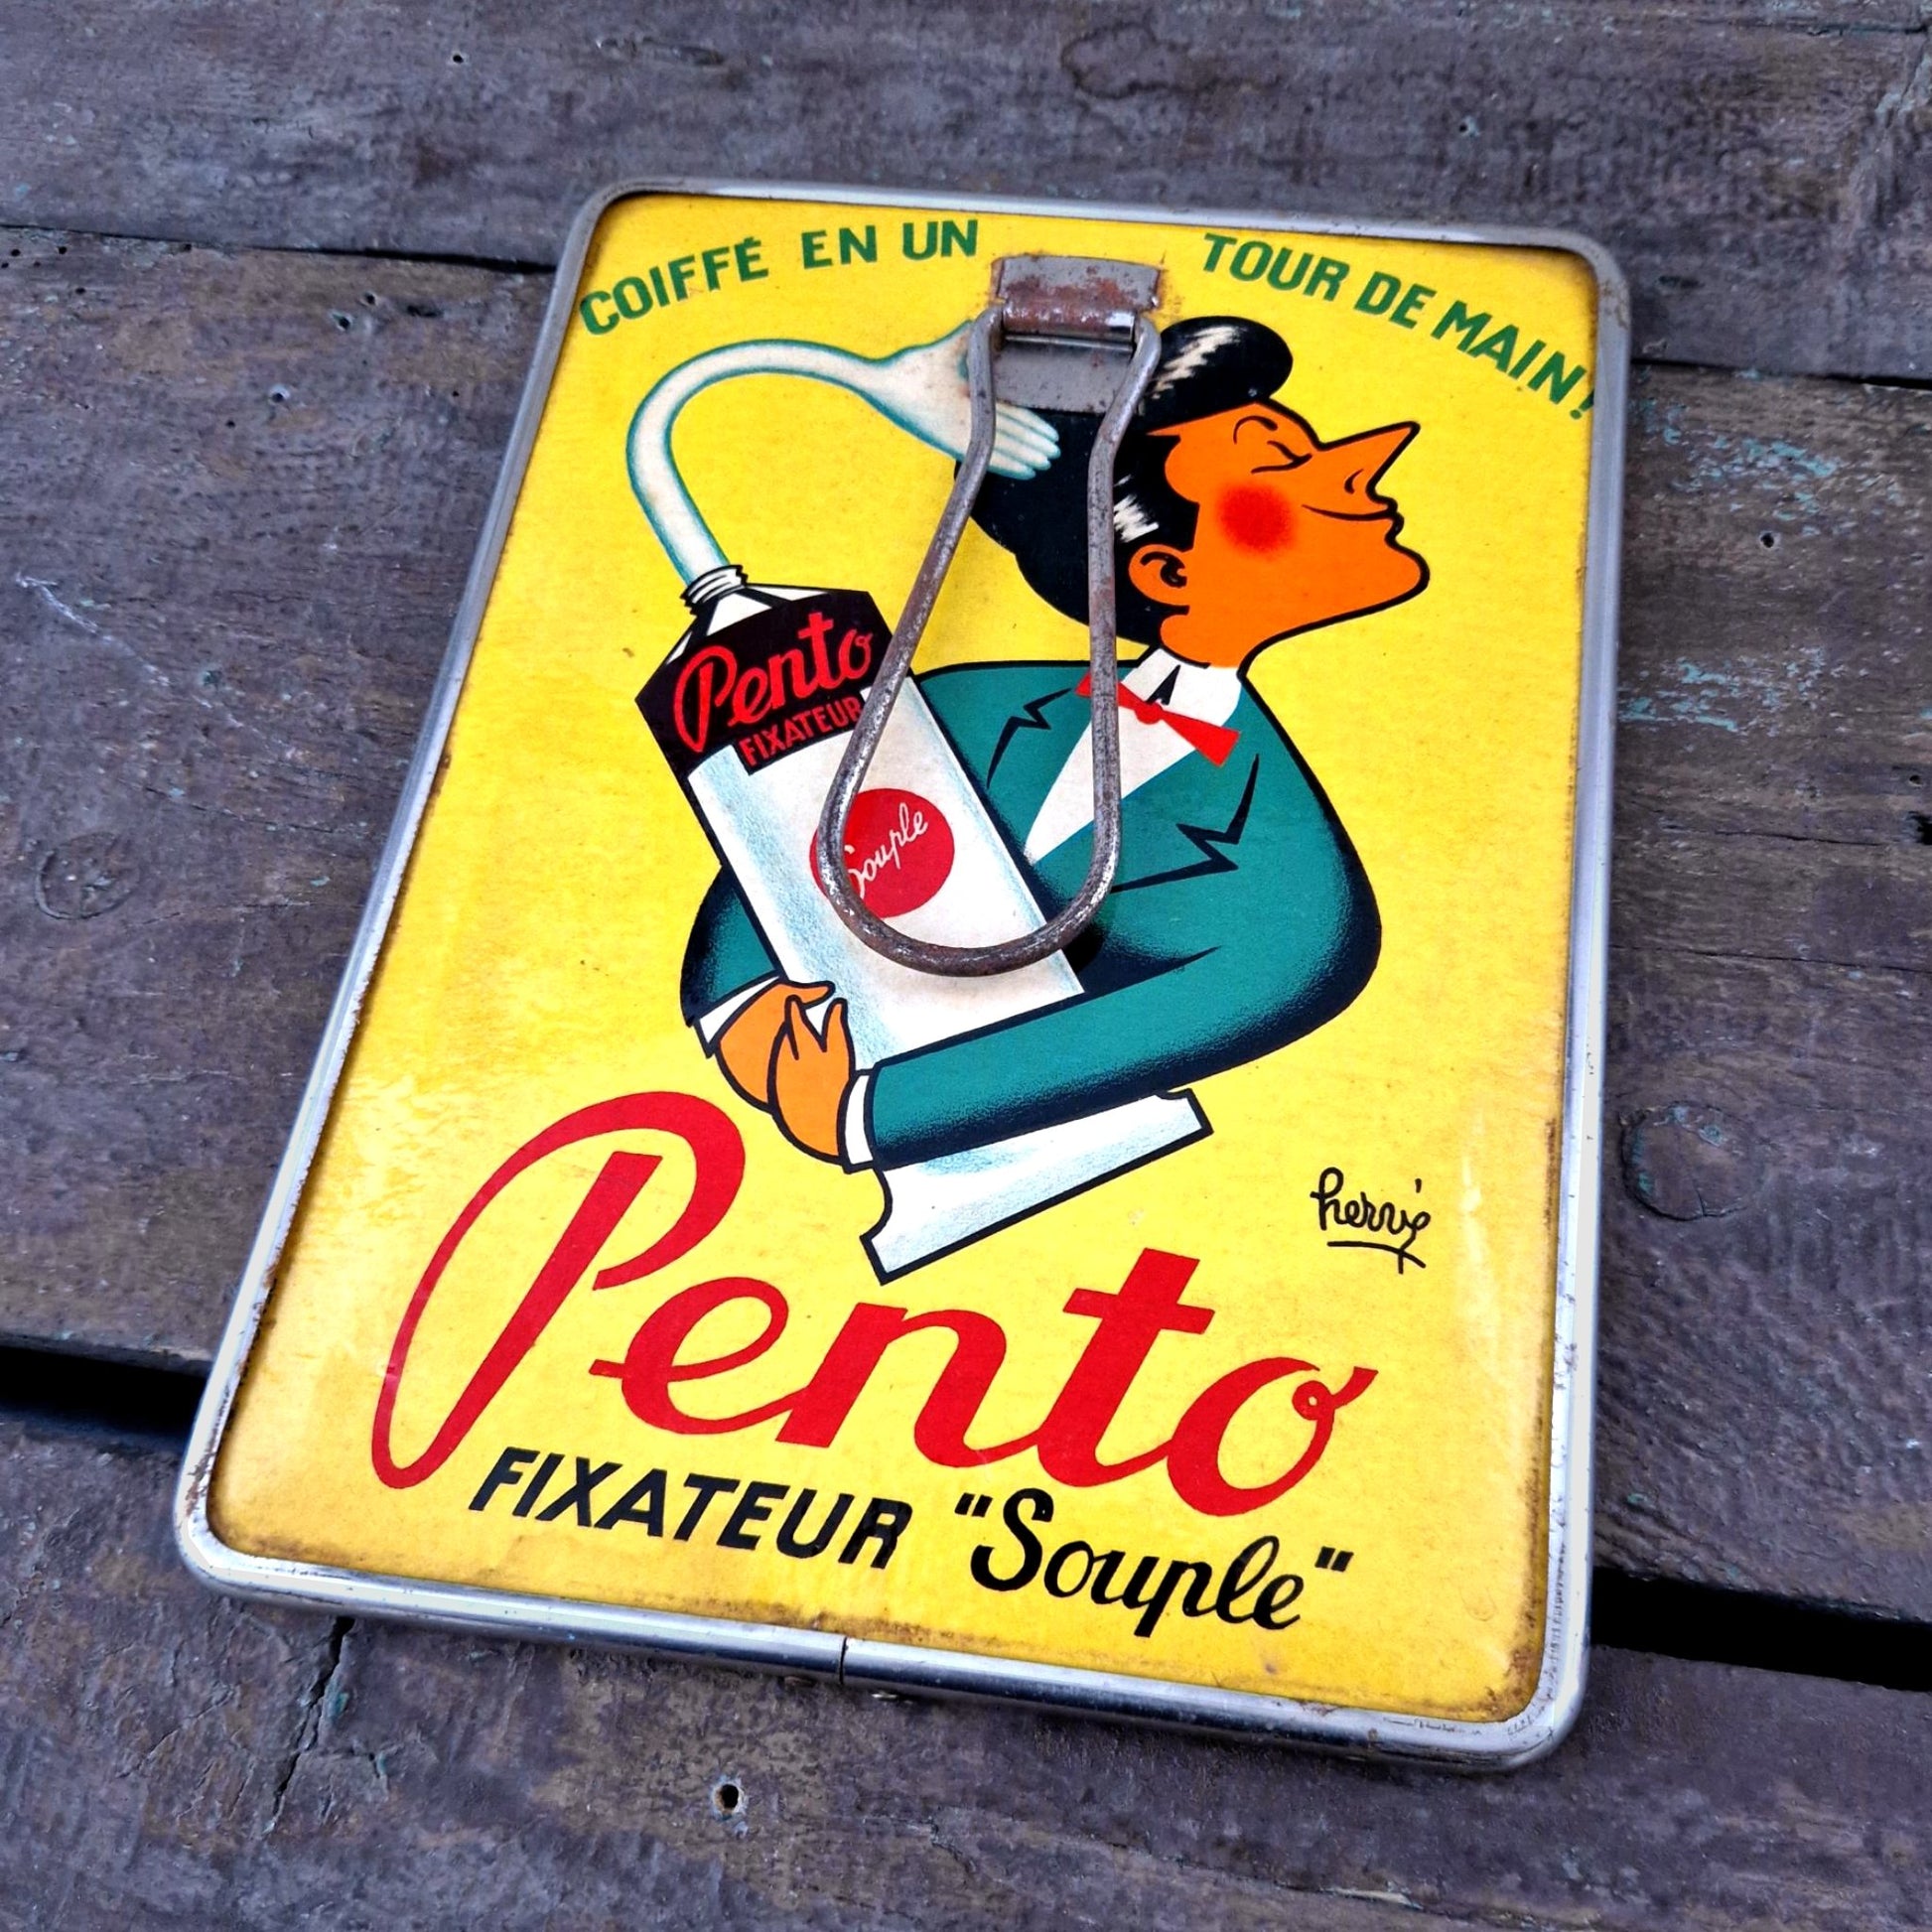 COIFFÉ EN UN TOUR DE MAIN!
Pento
FIXATEUR
Souple
hervé
Pento
FIXATEUR "Souple"